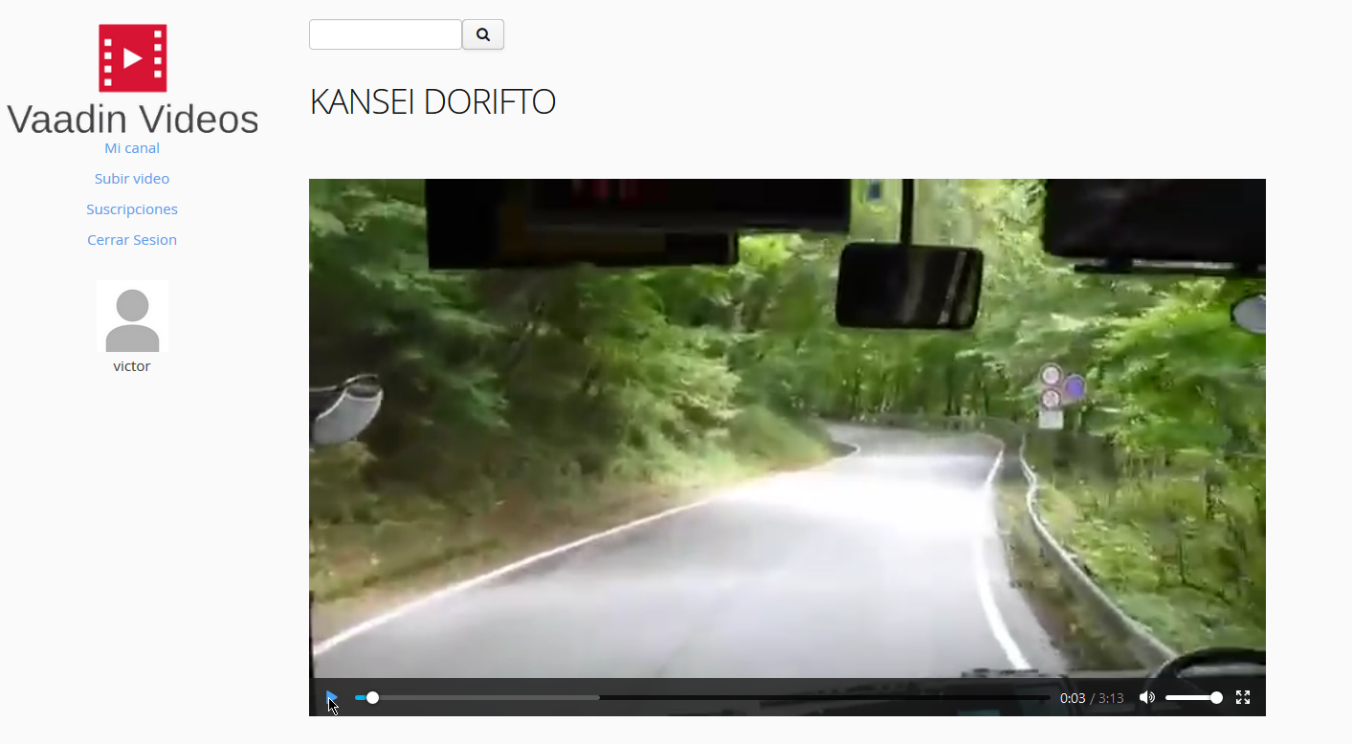 Vaadin Videos
Mi canal
Subir video
Suscripciones
Cerrar Sesion
victor
KANSEI DORIFTO
0:03 / 3:13